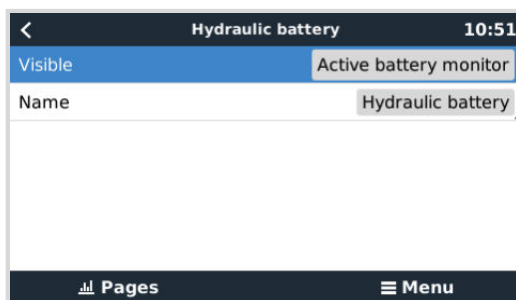 Hydraulic battery 10:51
Visible Active battery monitor
Name Hydraulic battery
Pages Menu